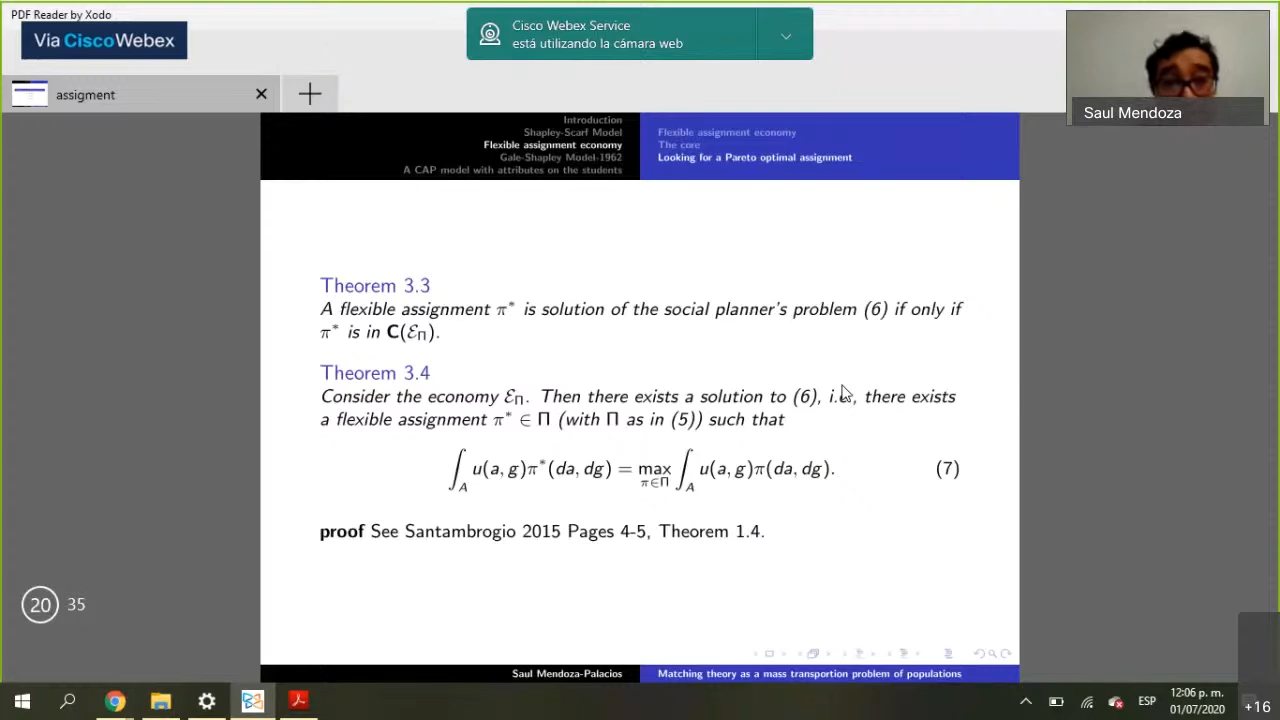 PDF Reader by Xodo
Via CiscoWebex
Cisco Webex Service
está utilizando la cámara web
Saul Mendoza
assigment
Introduction
Shapley-Scarf Model
Flexible assignment economy
Gale-Shapley Model-1962
A CAP model with attributes on the students
Flexible assignment economy
The core
Looking for a Pareto optimal assignment
Theorem 3.3
A flexible assignment π* is solution of the social planner's problem (6) if only if
π* is in C(ℰ_Π).
Theorem 3.4
Consider the economy ℰ_Π. Then there exists a solution to (6), i.e., there exists
a flexible assignment π* ∈ Π (with Π as in (5)) such that
∫_A u(a, g)π*(da, dg) = max_{π∈Π} ∫_A u(a, g)π(da, dg). (7)
proof See Santambrogio 2015 Pages 4-5, Theorem 1.4.
20 35
Saul Mendoza-Palacios
Matching theory as a mass transportion problem of populations
ESP
12:06 p. m.
01/07/2020
+16